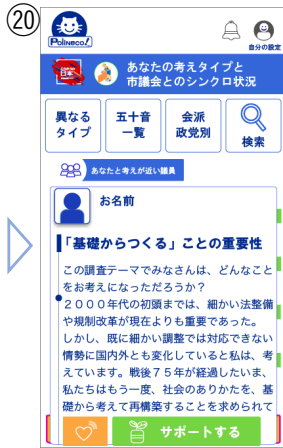 ⑳
POLINECO!
自分の設定
あなたの考えタイプと
市議会とのシンクロ状況
異なる
タイプ
五十音
一覧
会派
政党別
検索
あなたと考えが近い議員
お名前
「基礎からつくる」ことの重要性
この調査テーマでみなさんは、どんなこと
をお考えになっただろうか?
2000年代の初頭までは、細かい法整備
や規制改革が現在よりも重要であった。
しかし、既に細かい調整では対応できない
情勢に国内外とも変化していると私は、考
えています。戦後75年が経過したいま、
私たちはもう一度、社会のありかたを、基
礎から考えて再構築することを求められて
サポートする